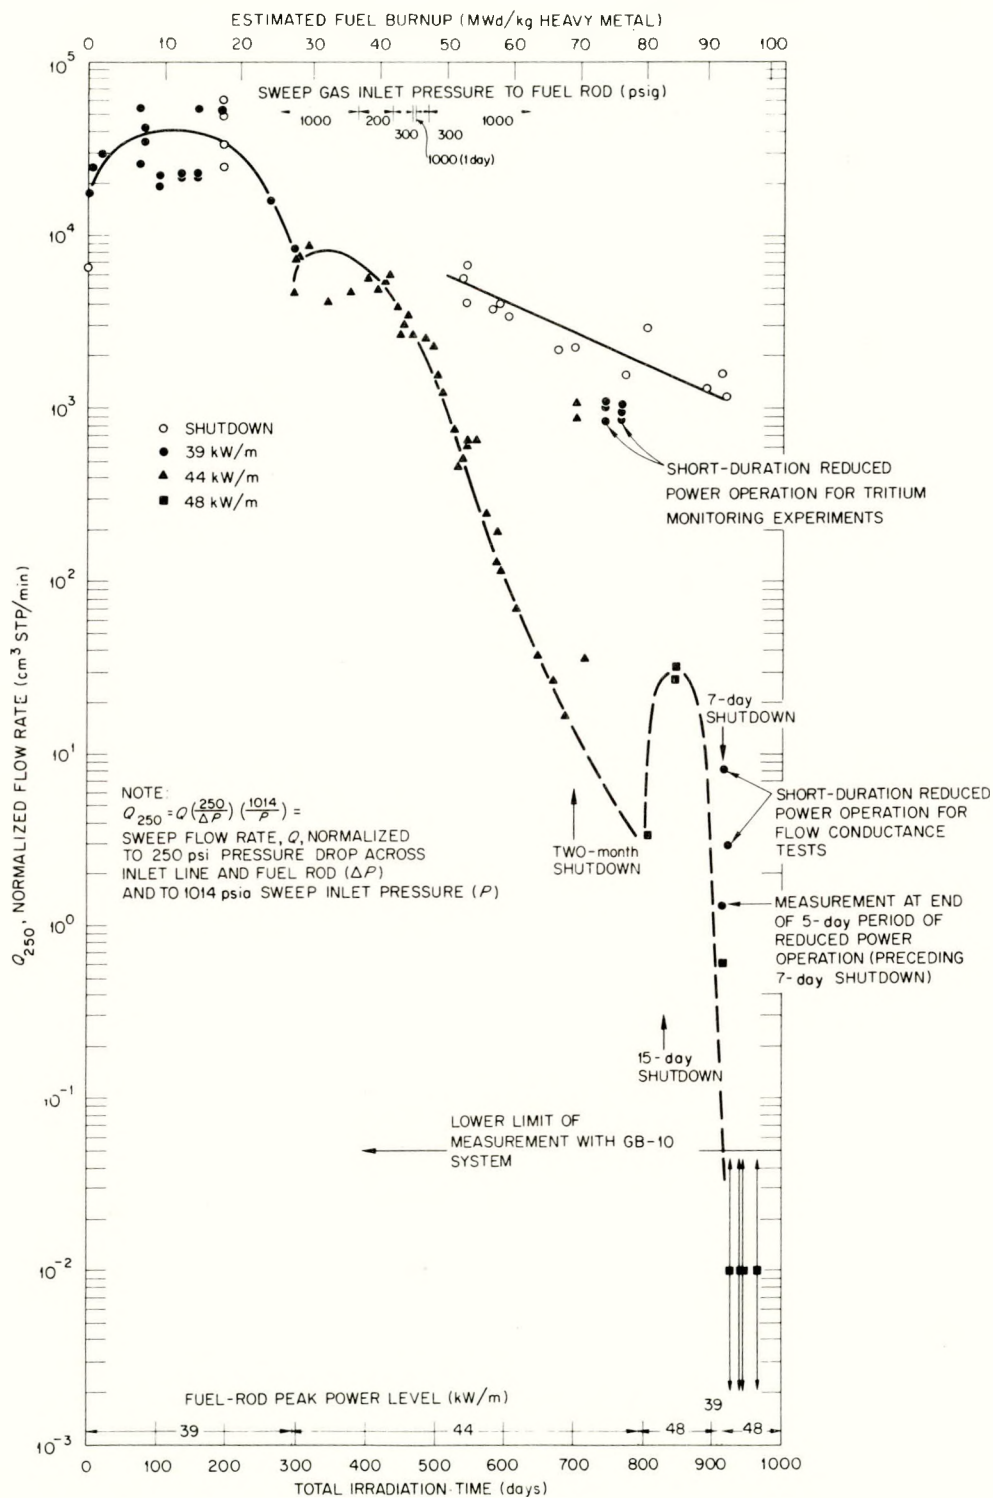 ESTIMATED FUEL BURNUP (MWd/kg HEAVY METAL)
0 10 20 30 40 50 60 70 80 90 100
10^5
SWEEP GAS INLET PRESSURE TO FUEL ROD (psig)
1000 200 300 300 1000
1000 (1 day)
10^4
10^3
SHUTDOWN
39 kW/m
44 kW/m
48 kW/m
SHORT-DURATION REDUCED
POWER OPERATION FOR TRITIUM
MONITORING EXPERIMENTS
10^2
Q250, NORMALIZED FLOW RATE (cm³ STP/min)
7-day
SHUTDOWN
10^1
NOTE:
Q250 = Q(250/ΔP) (1014/P) =
SWEEP FLOW RATE, Q, NORMALIZED
TO 250 psi PRESSURE DROP ACROSS
INLET LINE AND FUEL ROD (ΔP)
AND TO 1014 psia SWEEP INLET PRESSURE (P)
TWO-month
SHUTDOWN
SHORT-DURATION REDUCED
POWER OPERATION FOR
FLOW CONDUCTANCE
TESTS
10^0
MEASUREMENT AT END
OF 5-day PERIOD OF
REDUCED POWER
OPERATION (PRECEDING
7-day SHUTDOWN)
15-day
SHUTDOWN
10^-1
LOWER LIMIT OF
MEASUREMENT WITH GB-10
SYSTEM
10^-2
FUEL-ROD PEAK POWER LEVEL (kW/m)
39
39 44 48 48
10^-3
0 100 200 300 400 500 600 700 800 900 1000
TOTAL IRRADIATION TIME (days)